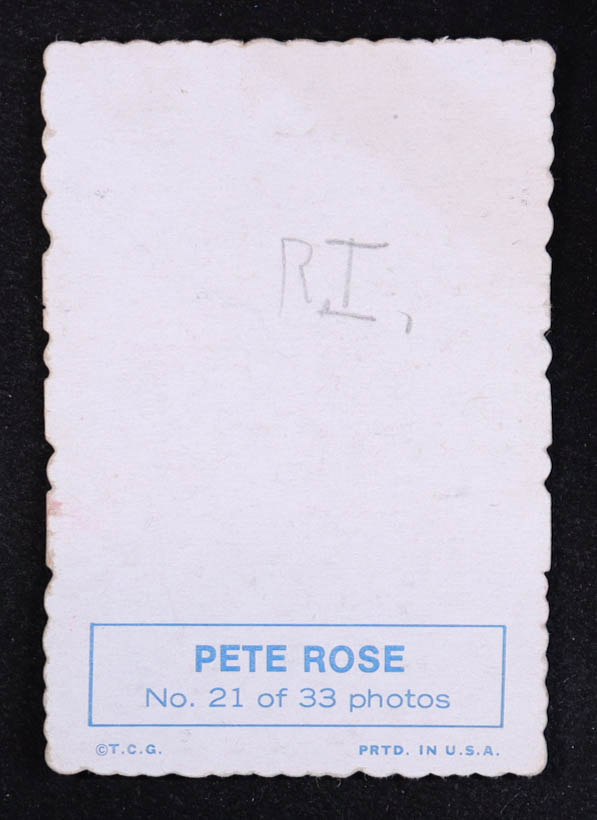 R.I.,
PETE ROSE
No. 21 of 33 photos
©T.C.G.
PRTD. IN U.S.A.